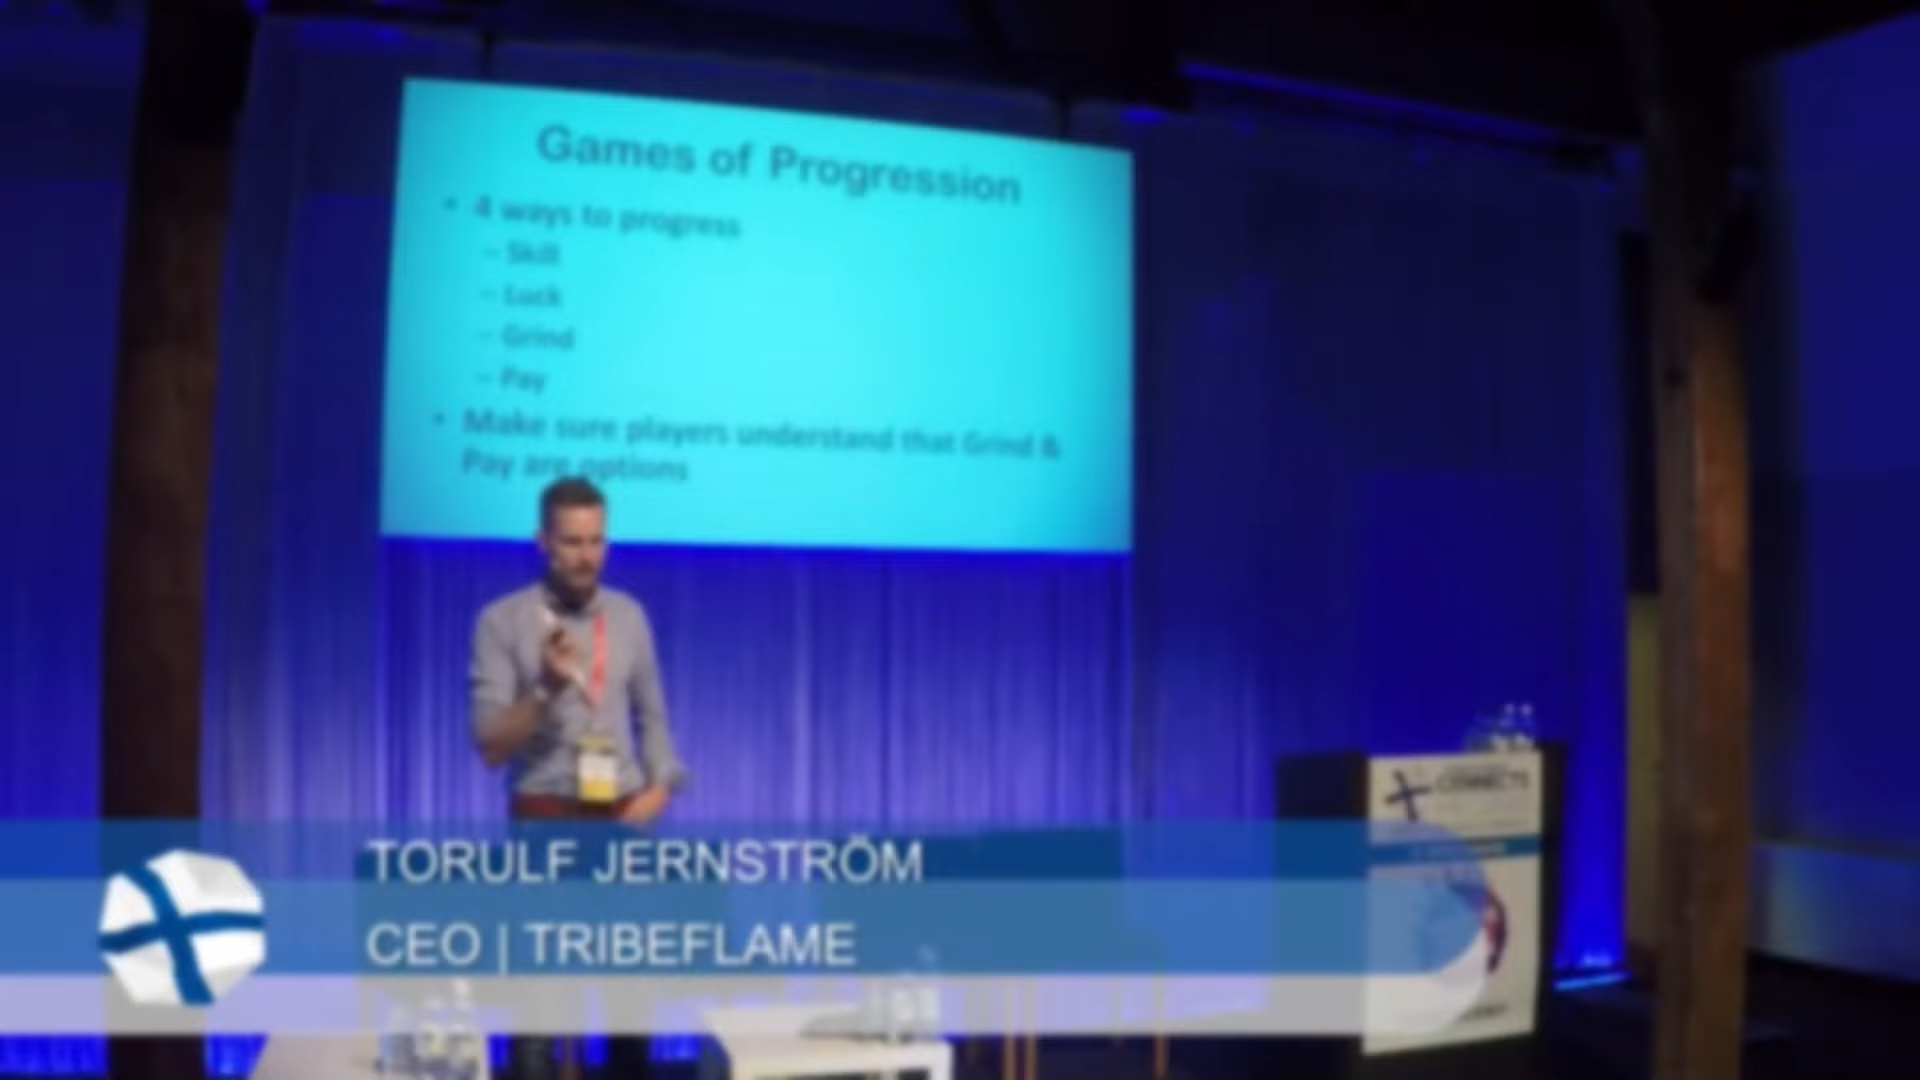 Games of Progression
• 4 ways to progress
– Skill
– Luck
– Grind
– Pay
• Make sure players understand that Grind &
Pay are options
CONNECTS
TORULF JERNSTRÖM
CEO | TRIBEFLAME